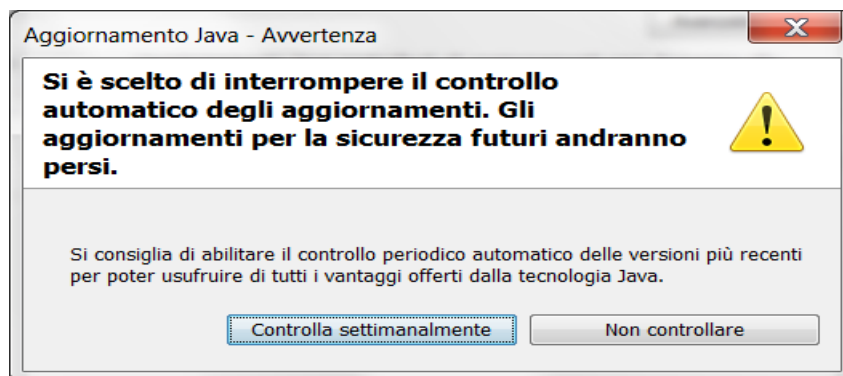 Aggiornamento Java - Avvertenza
Si è scelto di interrompere il controllo
automatico degli aggiornamenti. Gli
aggiornamenti per la sicurezza futuri andranno
persi.
Si consiglia di abilitare il controllo periodico automatico delle versioni più recenti
per poter usufruire di tutti i vantaggi offerti dalla tecnologia Java.
Controlla settimanalmente Non controllare